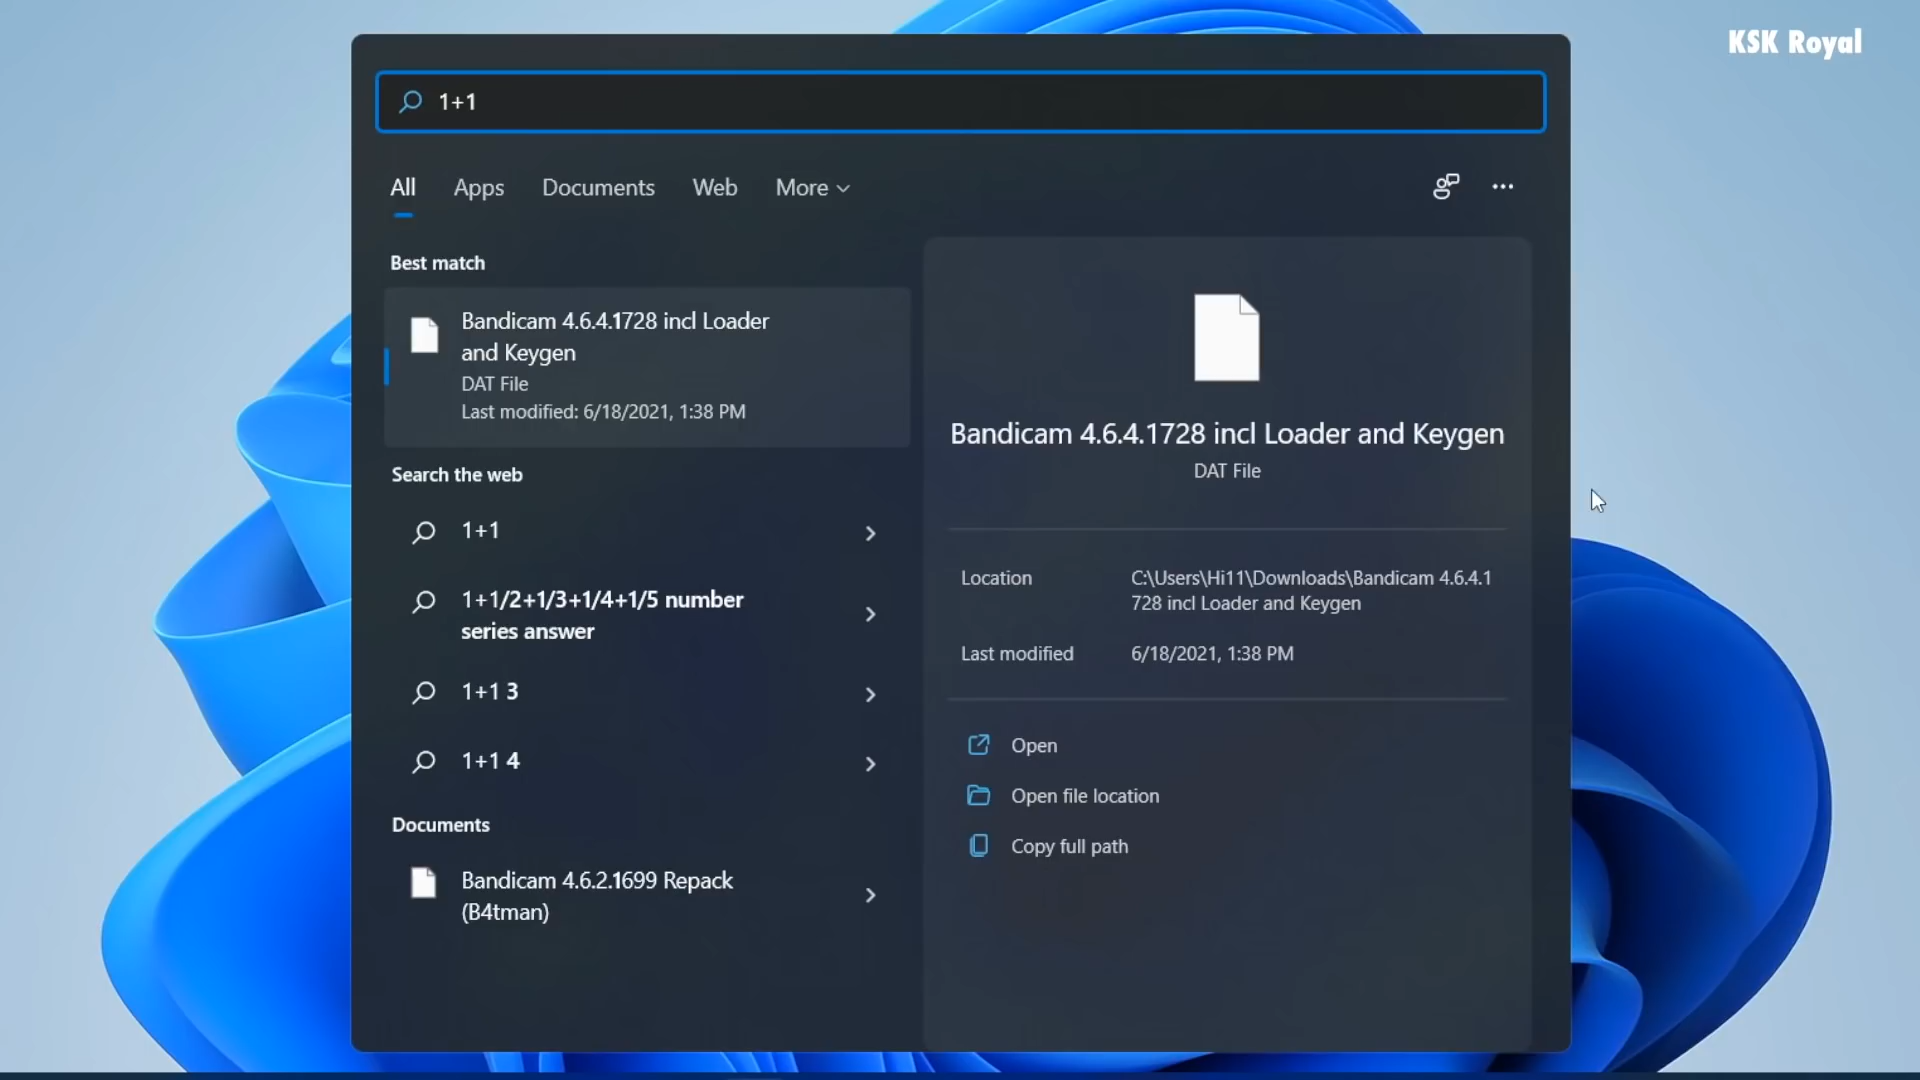 KSK Royal
1+1
All Apps Documents Web More
Best match
Bandicam 4.6.4.1728 incl Loader
and Keygen
DAT File
Last modified: 6/18/2021, 1:38 PM
Search the web
1+1
1+1/2+1/3+1/4+1/5 number
series answer
1+1 3
1+1 4
Documents
Bandicam 4.6.2.1699 Repack
(B4tman)
Bandicam 4.6.4.1728 incl Loader and Keygen
DAT File
Location C:\Users\Hi11\Downloads\Bandicam 4.6.4.1
728 incl Loader and Keygen
Last modified 6/18/2021, 1:38 PM
Open
Open file location
Copy full path